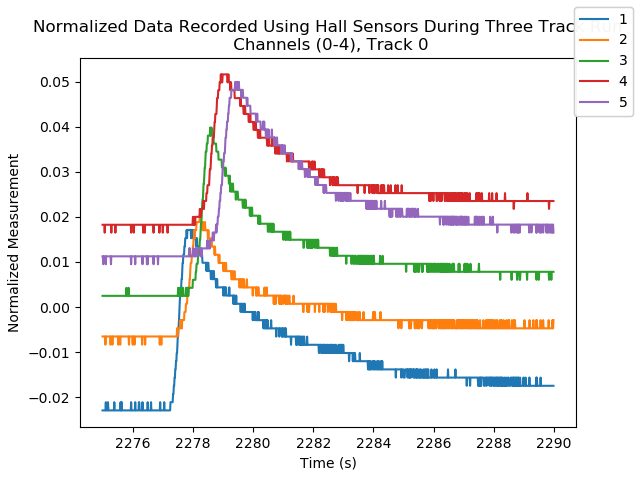 Normalized Data Recorded Using Hall Sensors During Three Track
Channels (0-4), Track 0
1
2
3
4
5
0.05
0.04
0.03
0.02
0.01
0.00
−0.01
−0.02
Normalized Measurement
2276 2278 2280 2282 2284 2286 2288 2290
Time (s)